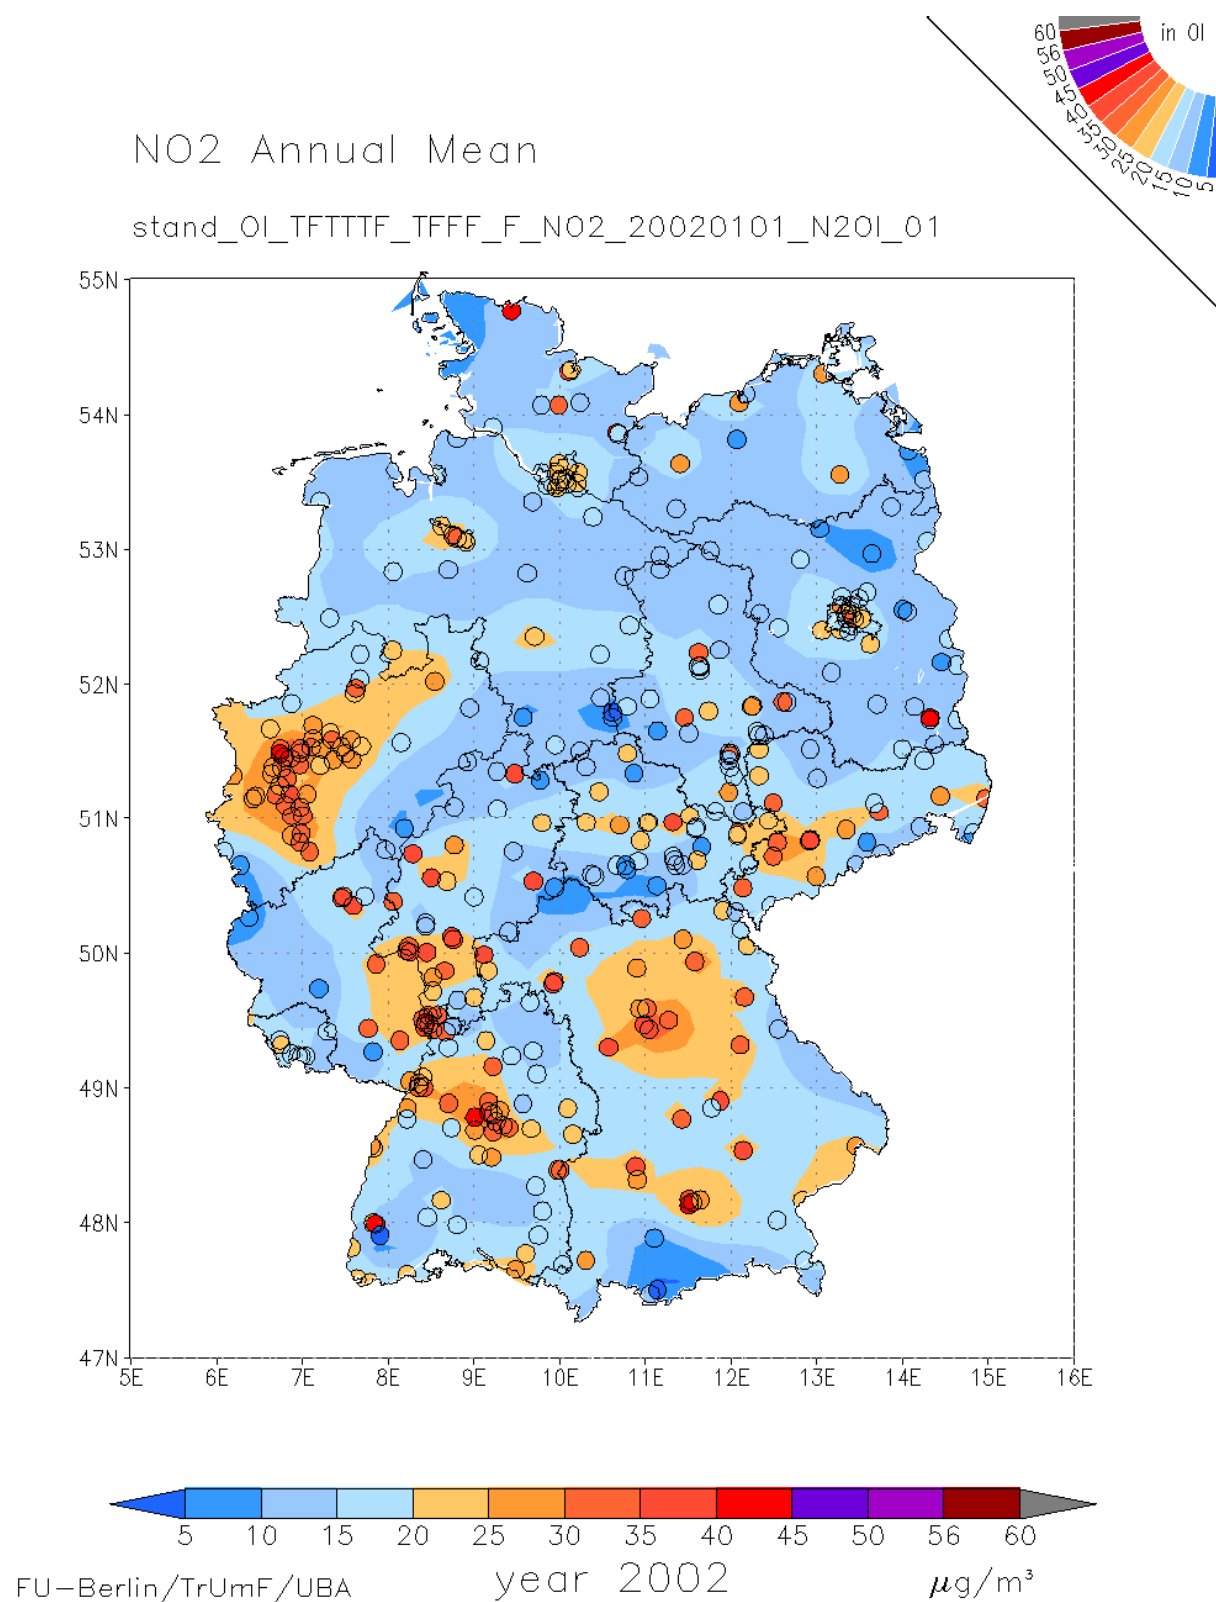 in OI
60
56
50
45
40
35
30
25
20
15
10
5
NO2 Annual Mean
stand_OI_TFTTTF_TFFF_F_NO2_20020101_N2OI_01
55N
54N
53N
52N
51N
50N
49N
48N
47N
5E 6E 7E 8E 9E 10E 11E 12E 13E 14E 15E 16E
5 10 15 20 25 30 35 40 45 50 56 60
FU-Berlin/TrUmF/UBA year 2002 µg/m³